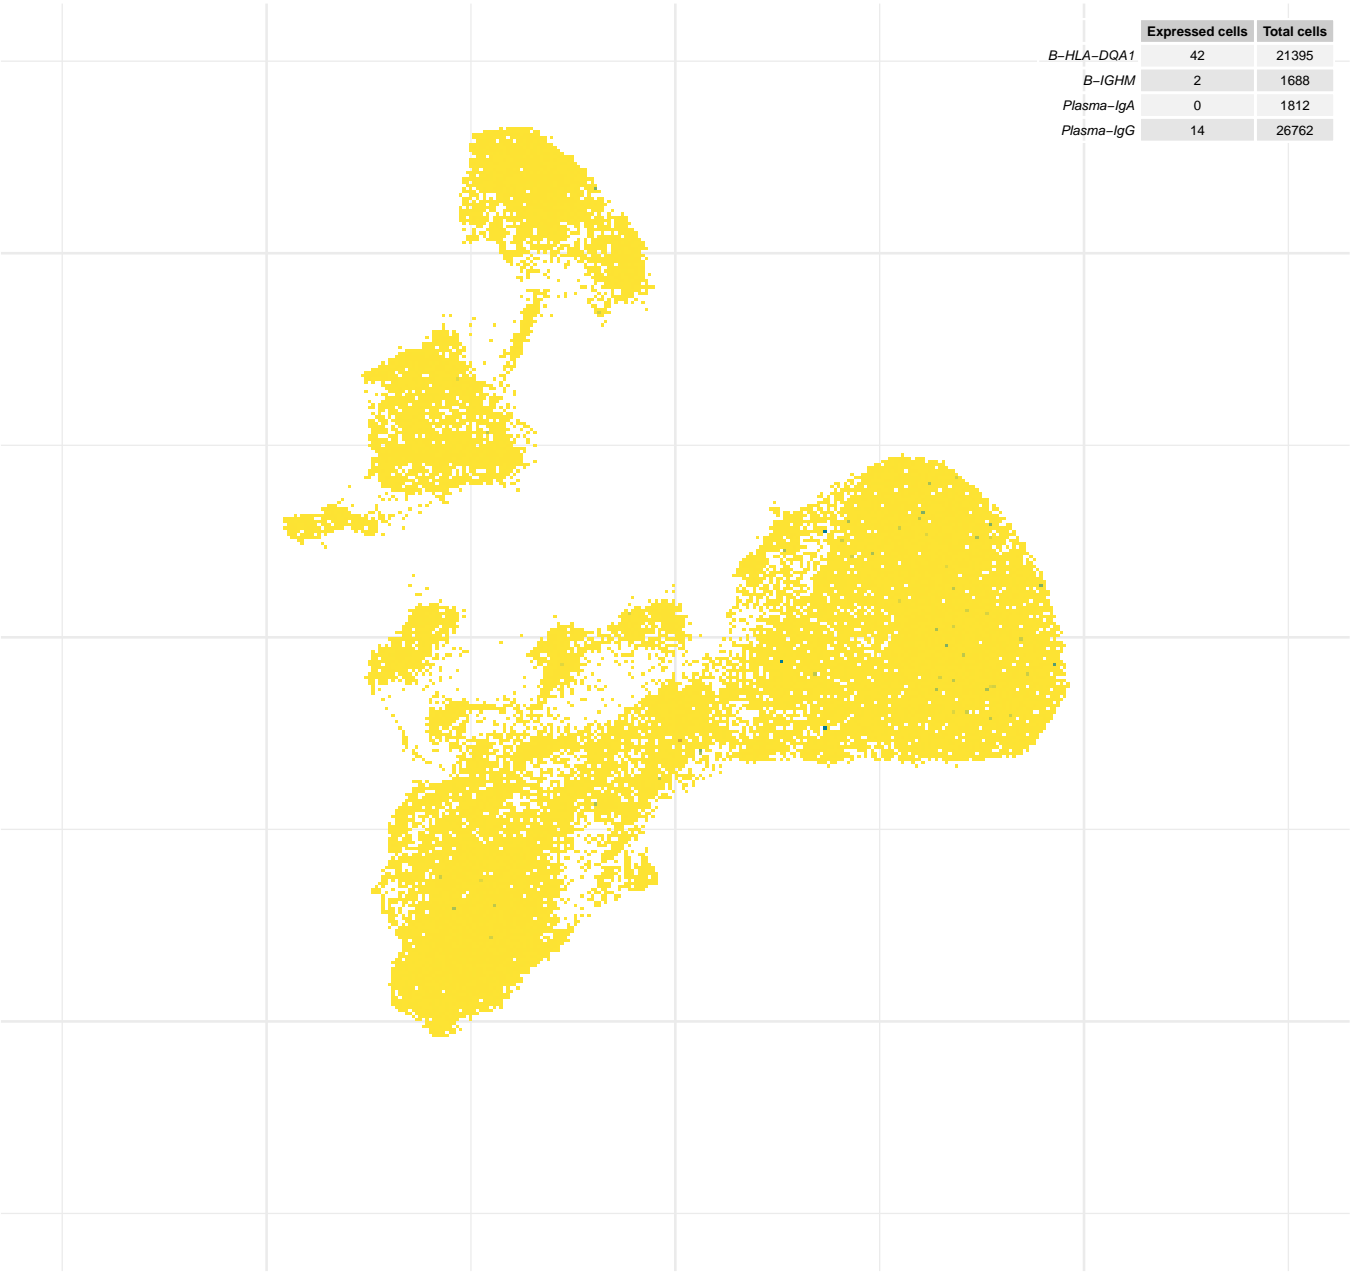 Expressed cells Total cells
B−HLA−DQA1 42 21395
B−IGHM 2 1688
Plasma−IgA 0 1812
Plasma−IgG 14 26762